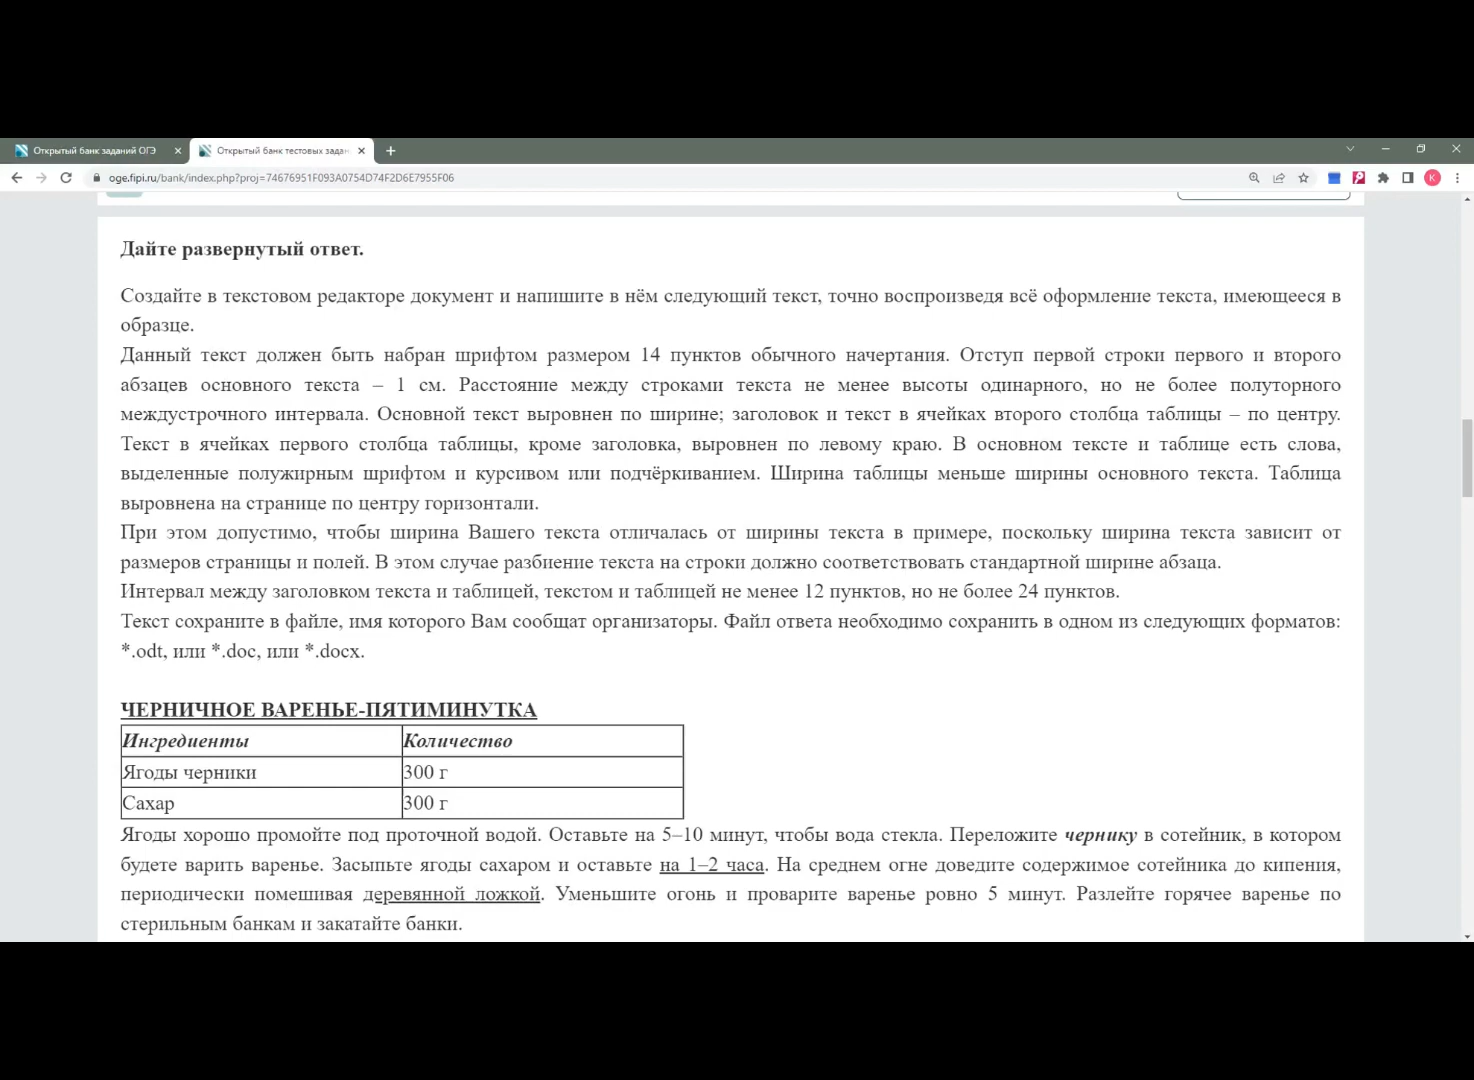 Открытый банк заданий ОГЭ
Открытый банк тестовых задан
oge.fipi.ru/bank/index.php?proj=74676951F093A0754D74F2D6E7955F06
K
Дайте развернутый ответ.
Создайте в текстовом редакторе документ и напишите в нём следующий текст, точно воспроизведя всё оформление текста, имеющееся в
образце.
Данный текст должен быть набран шрифтом размером 14 пунктов обычного начертания. Отступ первой строки первого и второго
абзацев основного текста – 1 см. Расстояние между строками текста не менее высоты одинарного, но не более полуторного
междустрочного интервала. Основной текст выровнен по ширине; заголовок и текст в ячейках второго столбца таблицы – по центру.
Текст в ячейках первого столбца таблицы, кроме заголовка, выровнен по левому краю. В основном тексте и таблице есть слова,
выделенные полужирным шрифтом и курсивом или подчёркиванием. Ширина таблицы меньше ширины основного текста. Таблица
выровнена на странице по центру горизонтали.
При этом допустимо, чтобы ширина Вашего текста отличалась от ширины текста в примере, поскольку ширина текста зависит от
размеров страницы и полей. В этом случае разбиение текста на строки должно соответствовать стандартной ширине абзаца.
Интервал между заголовком текста и таблицей, текстом и таблицей не менее 12 пунктов, но не более 24 пунктов.
Текст сохраните в файле, имя которого Вам сообщат организаторы. Файл ответа необходимо сохранить в одном из следующих форматов:
*.odt, или *.doc, или *.docx.
ЧЕРНИЧНОЕ ВАРЕНЬЕ-ПЯТИМИНУТКА
Ингредиенты Количество
Ягоды черники 300 г
Сахар 300 г
Ягоды хорошо промойте под проточной водой. Оставьте на 5–10 минут, чтобы вода стекла. Переложите чернику в сотейник, в котором
будете варить варенье. Засыпьте ягоды сахаром и оставьте на 1–2 часа. На среднем огне доведите содержимое сотейника до кипения,
периодически помешивая деревянной ложкой. Уменьшите огонь и проварите варенье ровно 5 минут. Разлейте горячее варенье по
стерильным банкам и закатайте банки.